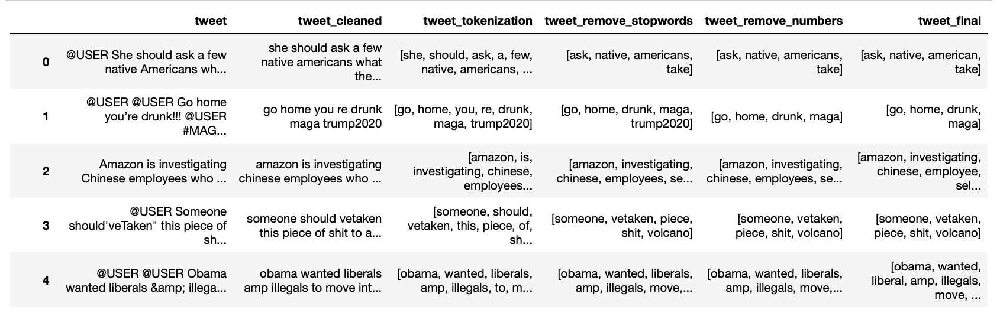 tweet tweet_cleaned tweet_tokenization tweet_remove_stopwords tweet_remove_numbers tweet_final
0
@USER She should ask a few
native Americans wh...
she should ask a few
native americans what
the...
[she, should, ask, a, few,
native, americans, ...
[ask, native, americans,
take]
[ask, native, americans,
take]
[ask, native, american,
take]
1
@USER @USER Go home
you’re drunk!!! @USER
#MAG...
go home you re drunk
maga trump2020
[go, home, you, re, drunk,
maga, trump2020]
[go, home, drunk, maga,
trump2020]
[go, home, drunk, maga]
[go, home, drunk,
maga]
2
Amazon is investigating
Chinese employees who ...
amazon is investigating
chinese employees who ...
[amazon, is,
investigating, chinese,
employees...
[amazon, investigating,
chinese, employees, se...
[amazon, investigating,
chinese, employees, se...
[amazon, investigating,
chinese, employee,
sel...
3
@USER Someone
should'veTaken" this piece of
sh...
someone should vetaken
this piece of shit to a...
[someone, should,
vetaken, this, piece, of,
sh...
[someone, vetaken, piece,
shit, volcano]
[someone, vetaken,
piece, shit, volcano]
[someone, vetaken,
piece, shit, volcano]
4
@USER @USER Obama
wanted liberals &amp; illega...
obama wanted liberals
amp illegals to move int...
[obama, wanted, liberals,
amp, illegals, to, m...
[obama, wanted, liberals,
amp, illegals, move,...
[obama, wanted, liberals,
amp, illegals, move,...
[obama, wanted,
liberal, amp, illegals,
move, ...